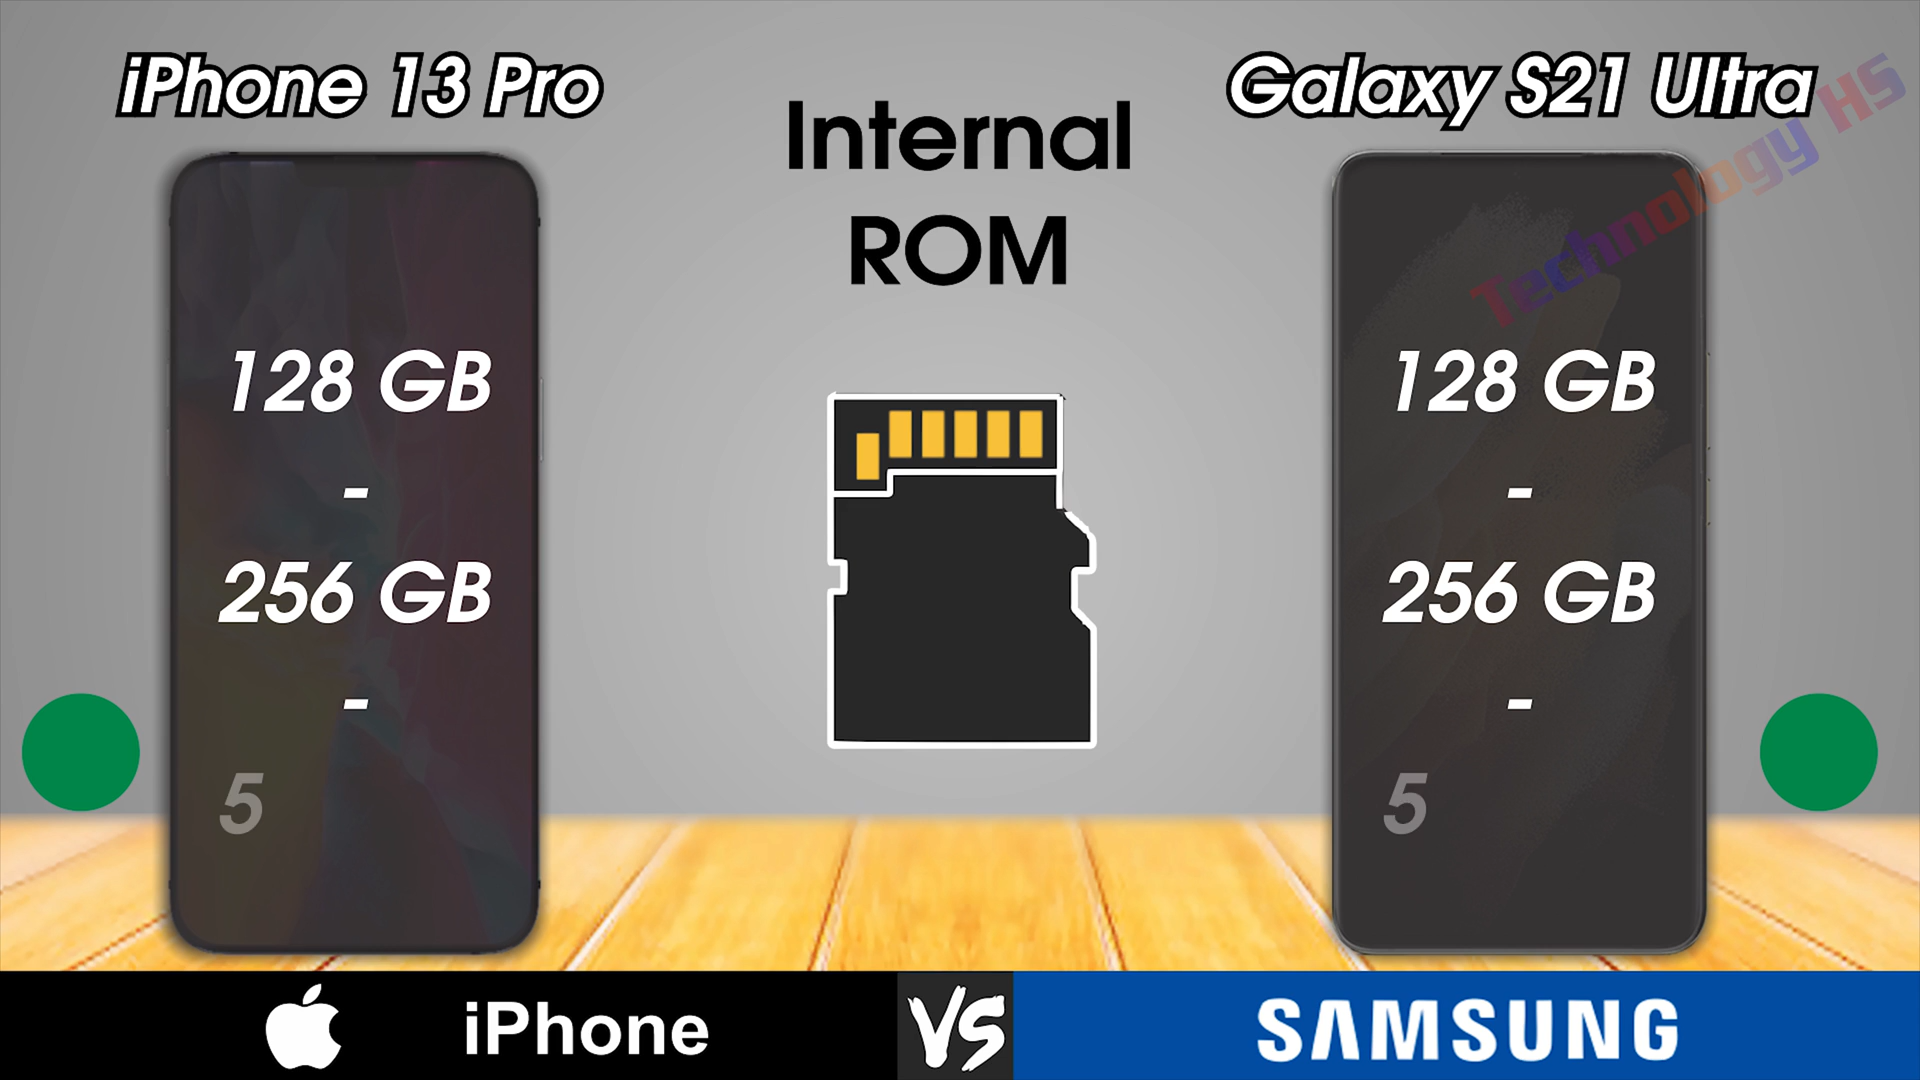 iPhone 13 Pro
Internal
ROM
Galaxy S21 Ultra
Technology HS
128 GB
-
256 GB
-
5
128 GB
-
256 GB
-
5
iPhone
VS
SAMSUNG